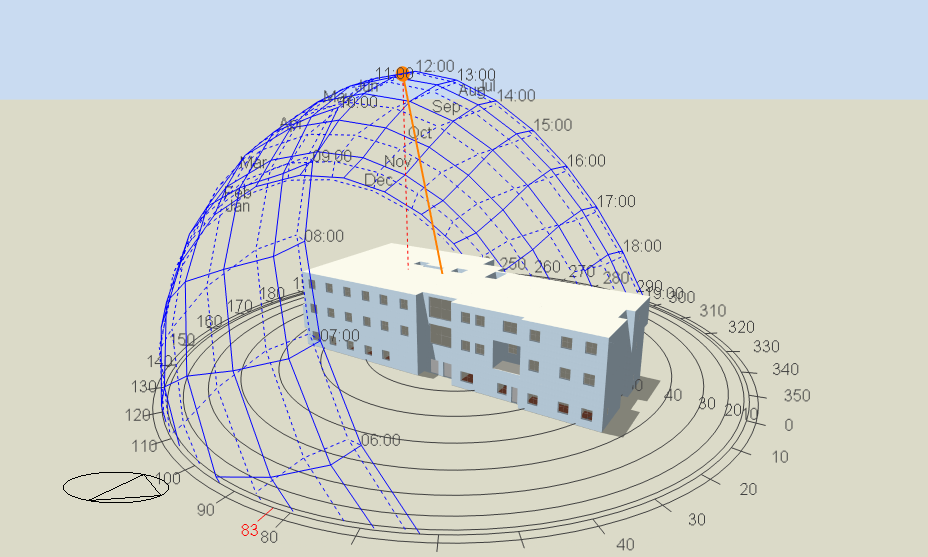 11:00 12:00 13:00
Jun Jul
Aug
May 10:00 14:00
Sep
Apr Oct 15:00
Mar 09:00 Nov 16:00
Dec
Feb
Jan 17:00
08:00 18:00
250 260 270 280 290 19:00 300
180
170 310
160 320
150 07:00 330
140 340
130 40 30 20 10 350
120 0
110 06:00 10
100 20
90 30
83 80 40